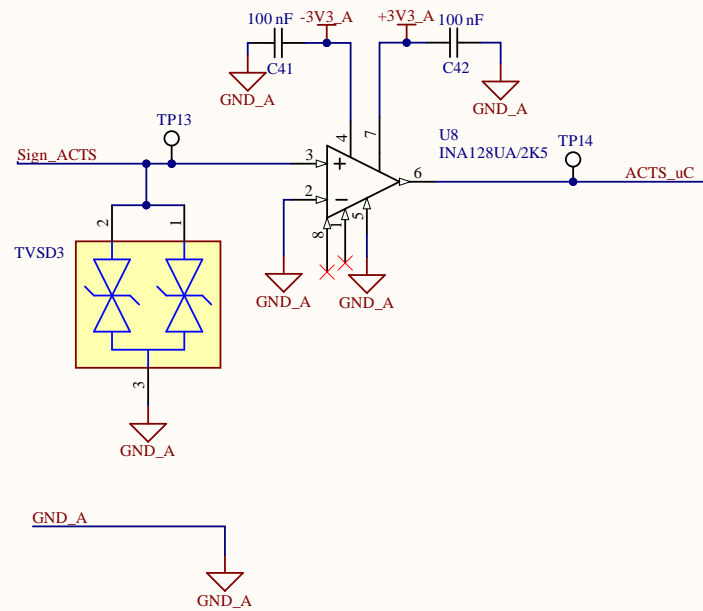 100 nF
-3V3_A
+3V3_A
100 nF
C41
C42
GND_A
GND_A
TP13
4
7
U8
INA128UA/2K5
TP14
Sign_ACTS
3
6
ACTS_uC
2
8
1
5
2
1
TVSD3
GND_A
GND_A
3
GND_A
GND_A
GND_A